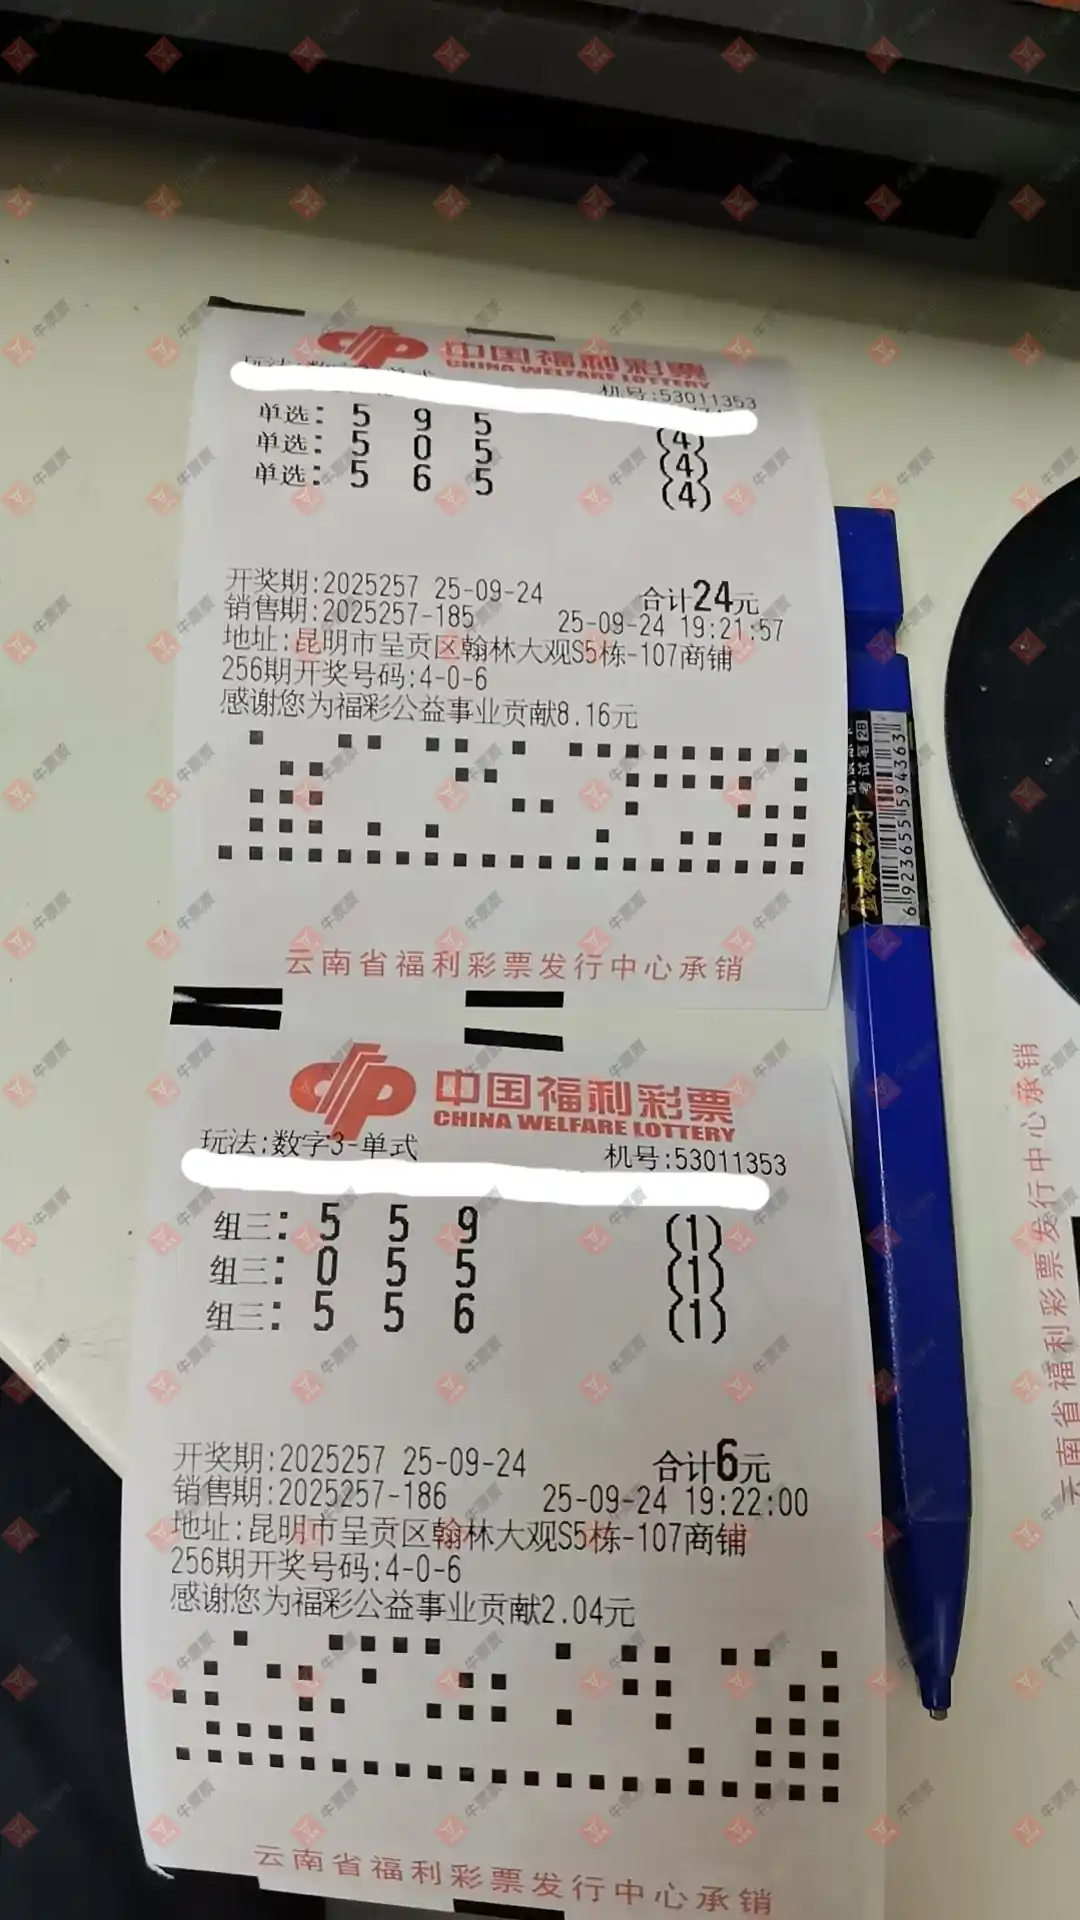 中国福利彩票
CHINA WELFARE LOTTERY
机号:53011353
单选: 5 9 5 (4)
单选: 5 0 5 (4)
单选: 5 6 5 (4)
开奖期:2025257 25-09-24 合计24元
销售期:2025257-185 25-09-24 19:21:57
地址:昆明市呈贡区翰林大观S5栋-107商铺
256期开奖号码:4-0-6
感谢您为福彩公益事业贡献8.16元
云南省福利彩票发行中心承销
中国福利彩票
CHINA WELFARE LOTTERY
玩法:数字3-单式 机号:53011353
组三: 5 5 9 (1)
组三: 0 5 5 (1)
组三: 5 5 6 (1)
开奖期:2025257 25-09-24 合计6元
销售期:2025257-186 25-09-24 19:22:00
地址:昆明市呈贡区翰林大观S5栋-107商铺
256期开奖号码:4-0-6
感谢您为福彩公益事业贡献2.04元
云南省福利彩票发行中心承销
考试笔 2B
6 923655 594363
云南省福利彩票发行中心承销
牛票票